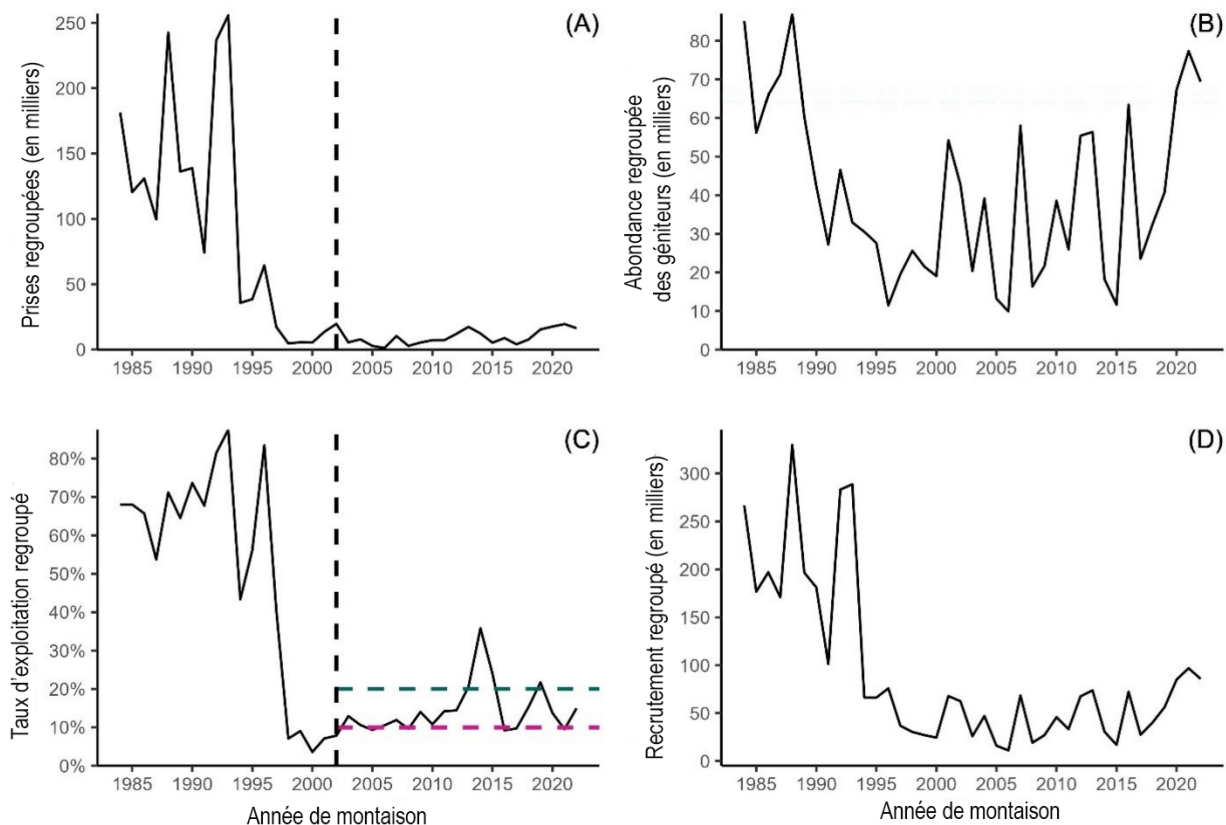 (A)
Prises regroupées (en milliers)
250
200
150
100
50
0
1985 1990 1995 2000 2005 2010 2015 2020
(B)
Abondance regroupée
des géniteurs (en milliers)
80
70
60
50
40
30
20
10
0
1985 1990 1995 2000 2005 2010 2015 2020
(C)
Taux d'exploitation regroupé
80%
70%
60%
50%
40%
30%
20%
10%
0%
1985 1990 1995 2000 2005 2010 2015 2020
Année de montaison
(D)
Recrutement regroupé (en milliers)
300
250
200
150
100
50
0
1985 1990 1995 2000 2005 2010 2015 2020
Année de montaison